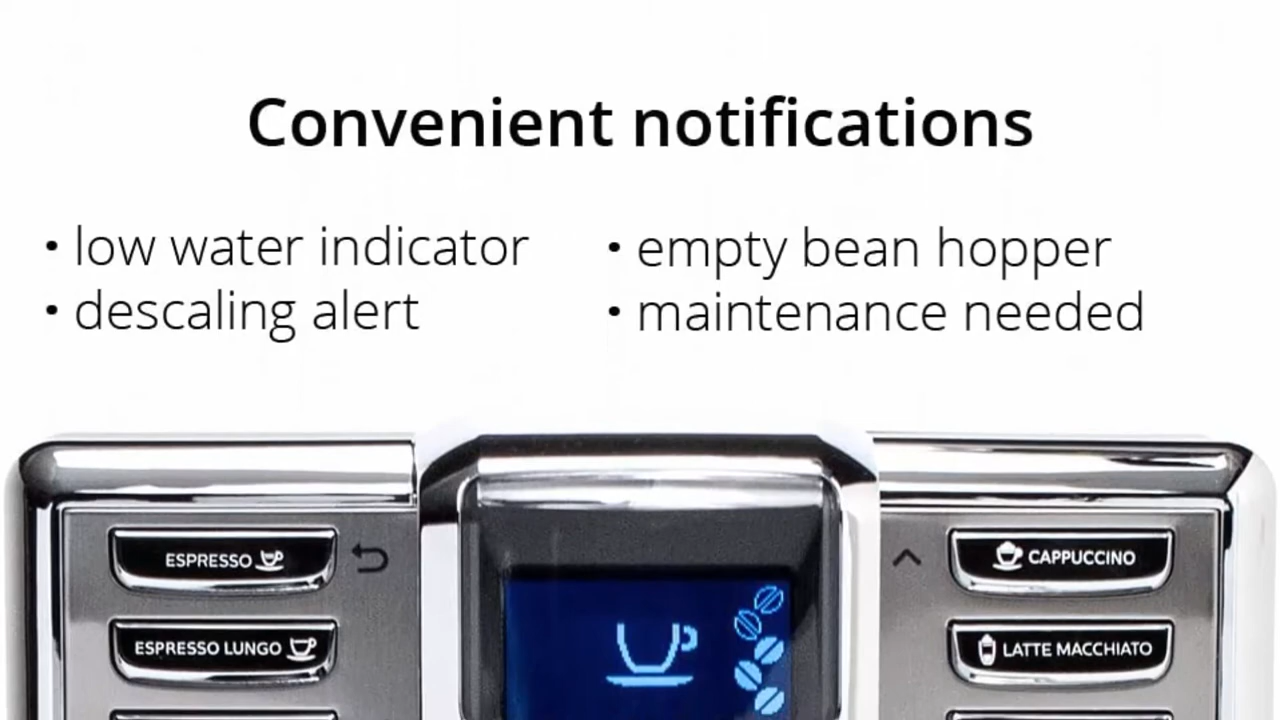 Convenient notifications
• low water indicator
• descaling alert
• empty bean hopper
• maintenance needed
ESPRESSO
ESPRESSO LUNGO
CAPPUCCINO
LATTE MACCHIATO